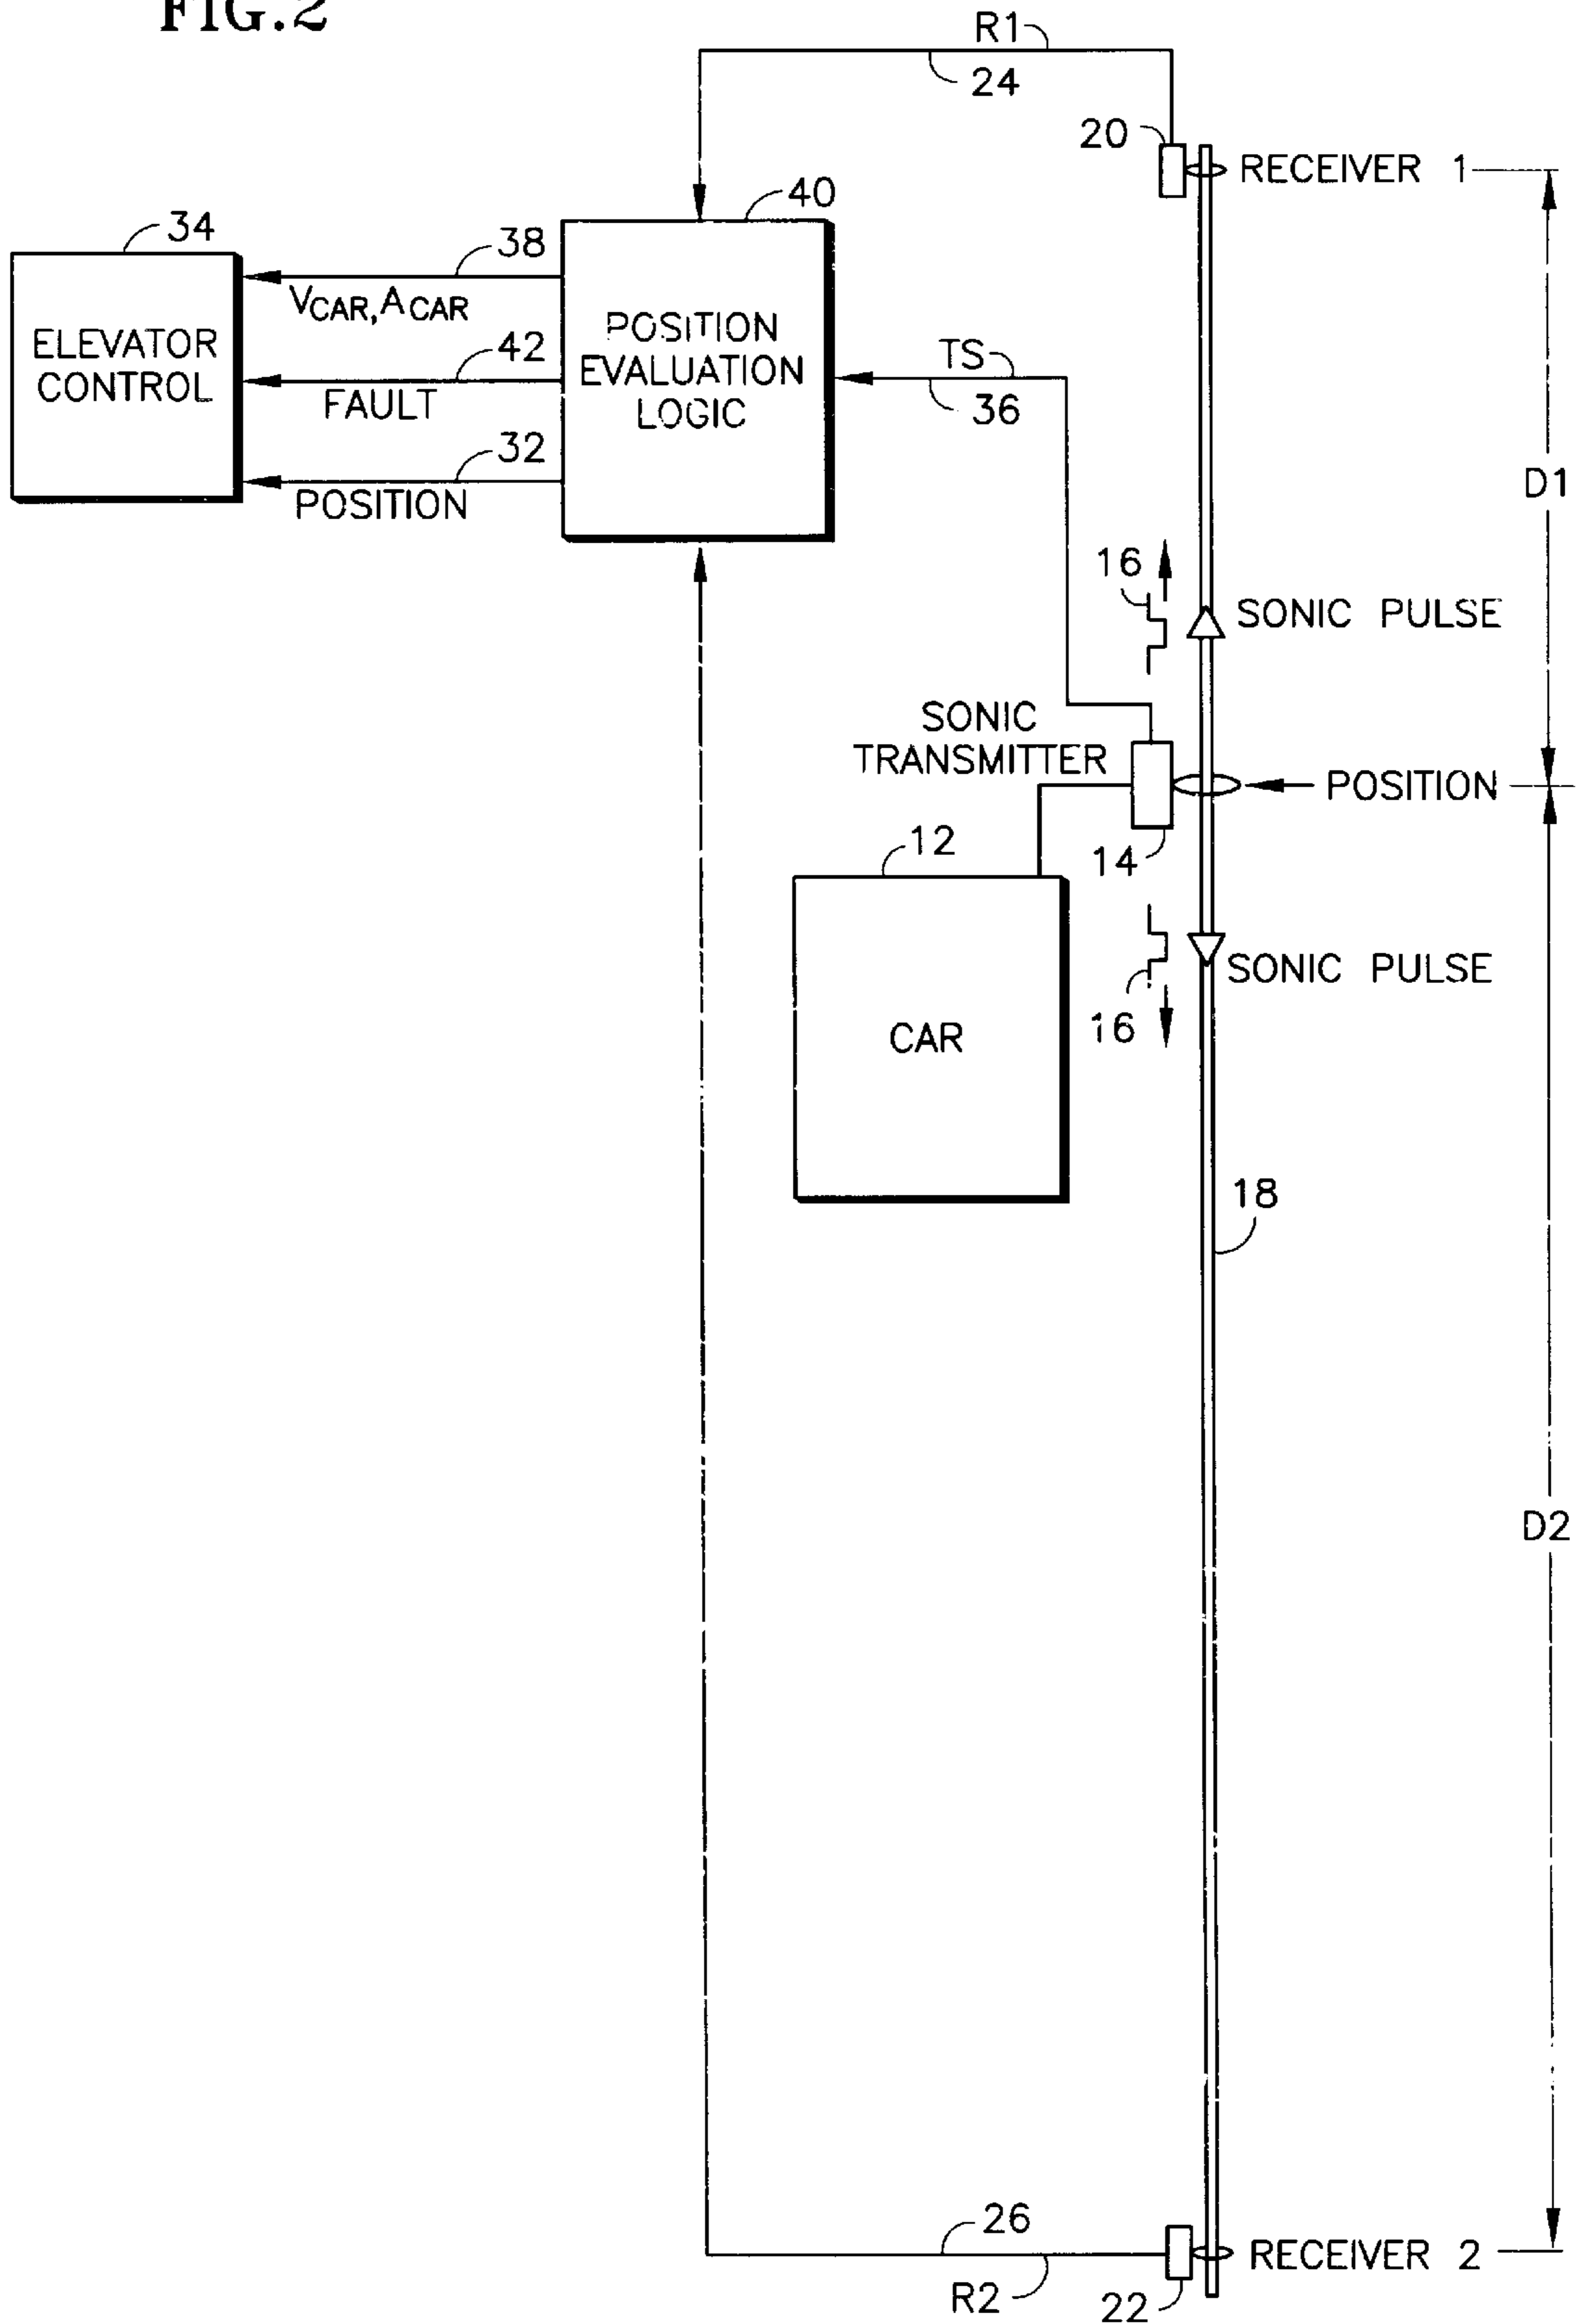 FIG.2
R1
24
20
RECEIVER 1
40
34
38
VCAR, ACAR
ELEVATOR
CONTROL
42
FAULT
32
POSITION
POSITION
EVALUATION
LOGIC
TS
36
D1
16
SONIC PULSE
SONIC
TRANSMITTER
POSITION
14
12
CAR
SONIC PULSE
16
18
D2
26
R2
22
RECEIVER 2